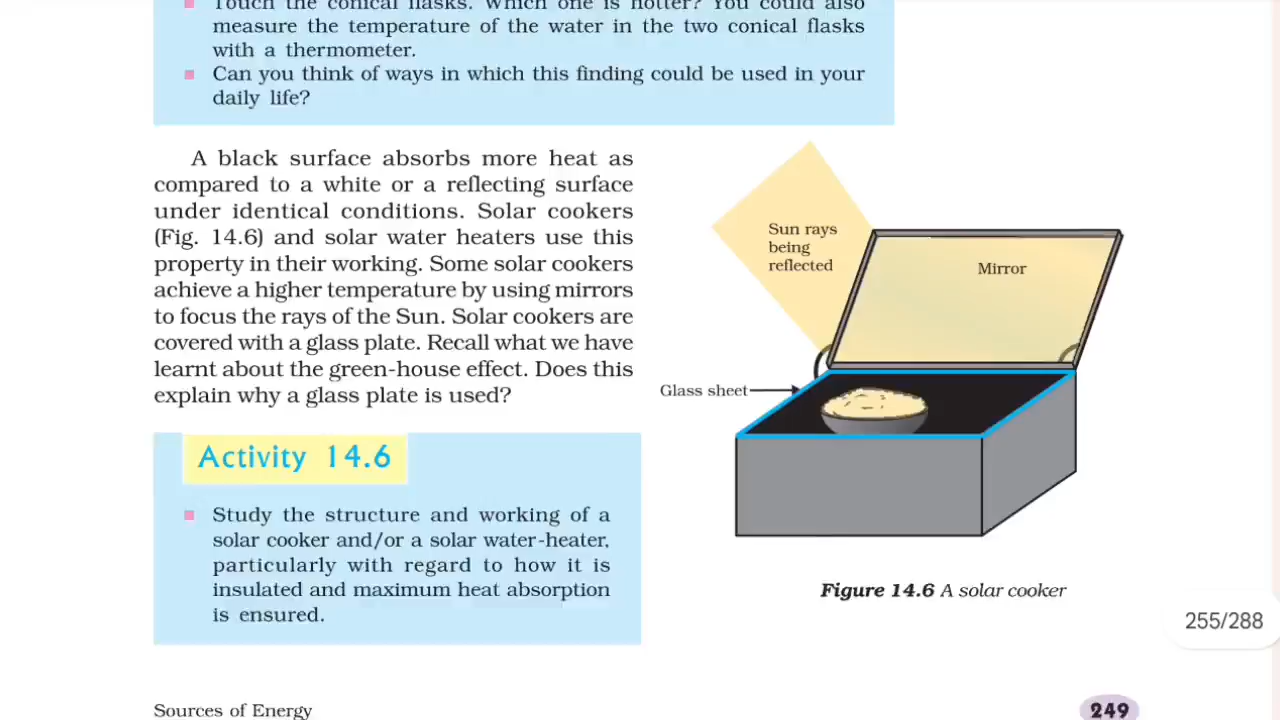 Touch the conical flasks. Which one is hotter? You could also
measure the temperature of the water in the two conical flasks
with a thermometer.
Can you think of ways in which this finding could be used in your
daily life?
A black surface absorbs more heat as
compared to a white or a reflecting surface
under identical conditions. Solar cookers
(Fig. 14.6) and solar water heaters use this
property in their working. Some solar cookers
achieve a higher temperature by using mirrors
to focus the rays of the Sun. Solar cookers are
covered with a glass plate. Recall what we have
learnt about the green-house effect. Does this
explain why a glass plate is used?
Activity 14.6
Study the structure and working of a
solar cooker and/or a solar water-heater,
particularly with regard to how it is
insulated and maximum heat absorption
is ensured.
Sun rays
being
reflected
Mirror
Glass sheet
Figure 14.6 A solar cooker
255/288
Sources of Energy
249